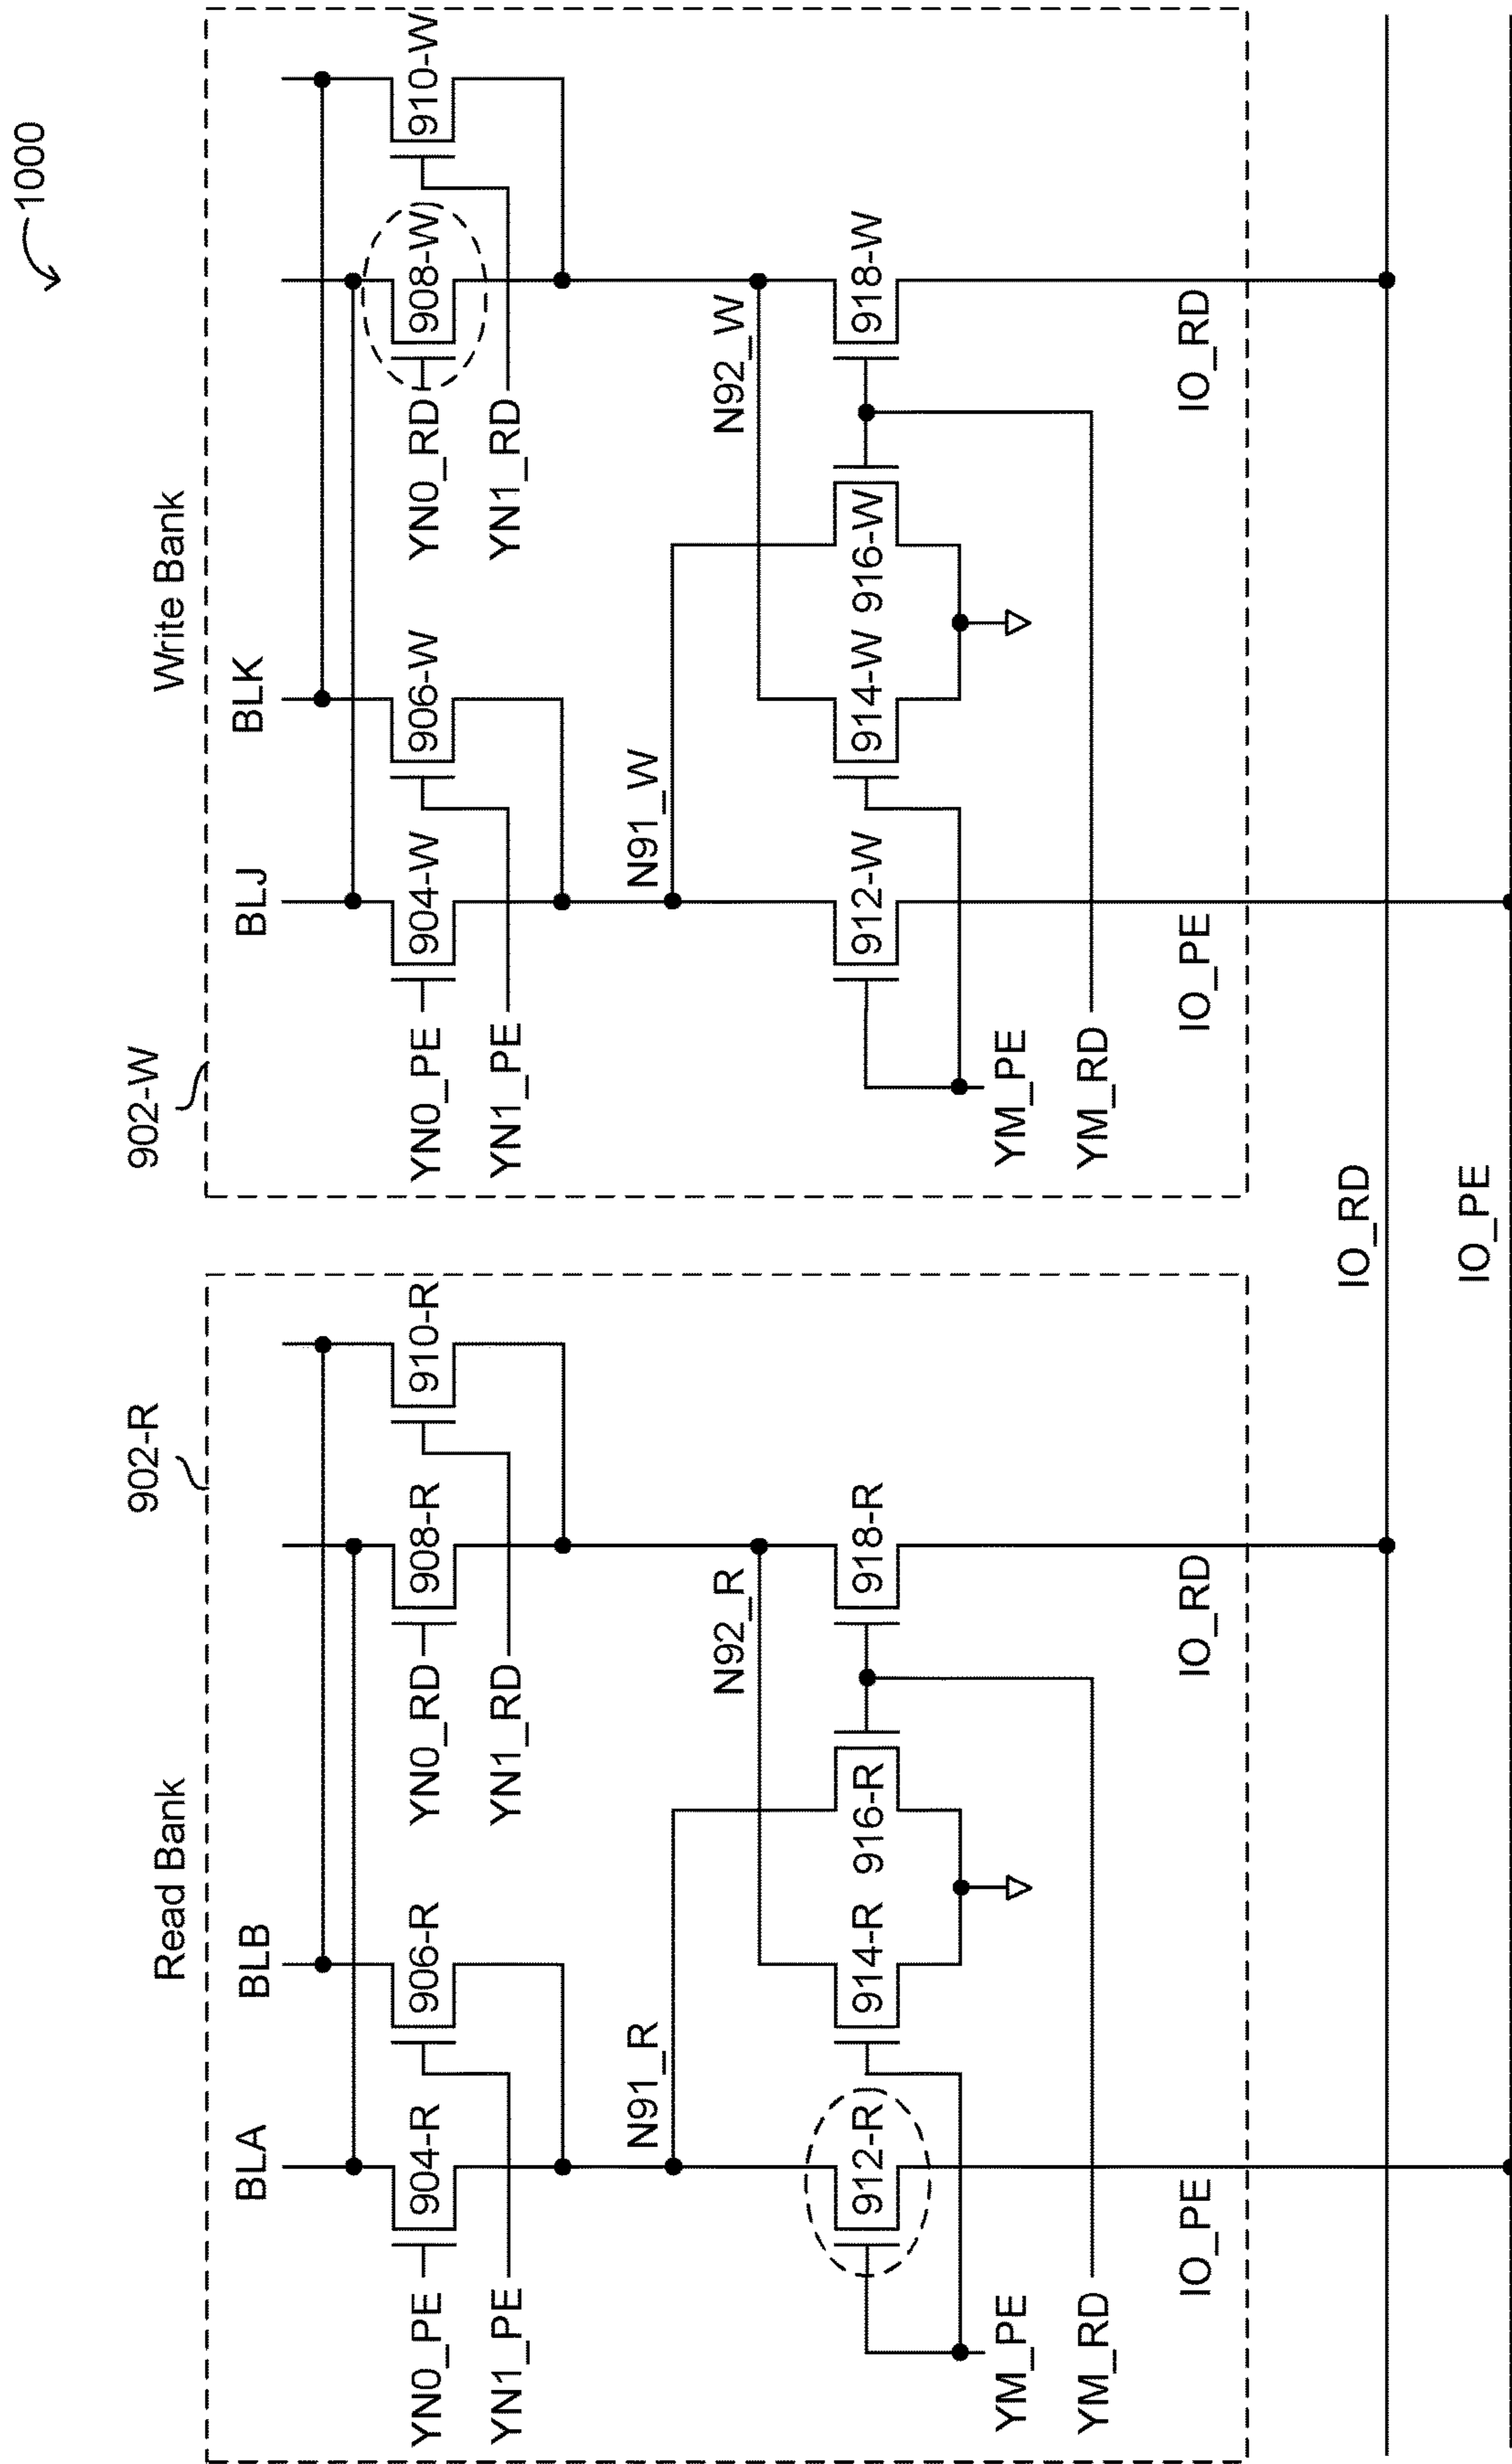 1000
Read Bank
902-R
BLA
BLB
904-R
906-R
908-R
910-R
YN0_PE
YN1_PE
YN0_RD
YN1_RD
N91_R
N92_R
912-R
914-R
916-R
918-R
YM_PE
YM_RD
IO_PE
IO_RD
Write Bank
902-W
BLJ
BLK
904-W
906-W
908-W
910-W
YN0_PE
YN1_PE
YN0_RD
YN1_RD
N91_W
N92_W
912-W
914-W
916-W
918-W
YM_PE
YM_RD
IO_PE
IO_RD
IO_RD
IO_PE